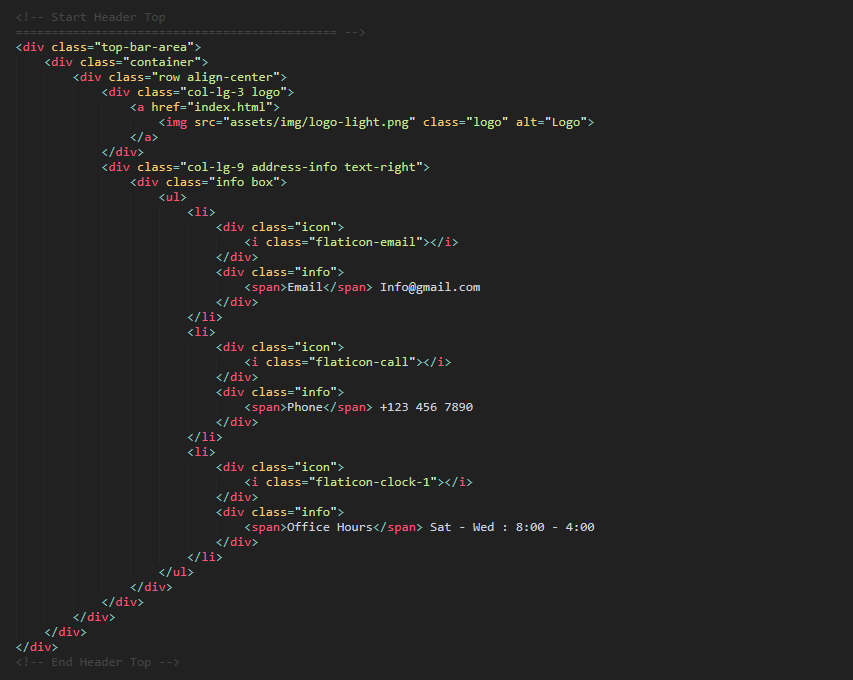 <!-- Start Header Top
============================================= -->
<div class="top-bar-area">
<div class="container">
<div class="row align-center">
<div class="col-lg-3 logo">
<a href="index.html">
<img src="assets/img/logo-light.png" class="logo" alt="Logo">
</a>
</div>
<div class="col-lg-9 address-info text-right">
<div class="info box">
<ul>
<li>
<div class="icon">
<i class="flaticon-email"></i>
</div>
<div class="info">
<span>Email</span> Info@gmail.com
</div>
</li>
<li>
<div class="icon">
<i class="flaticon-call"></i>
</div>
<div class="info">
<span>Phone</span> +123 456 7890
</div>
</li>
<li>
<div class="icon">
<i class="flaticon-clock-1"></i>
</div>
<div class="info">
<span>Office Hours</span> Sat - Wed : 8:00 - 4:00
</div>
</li>
</ul>
</div>
</div>
</div>
</div>
</div>
<!-- End Header Top -->